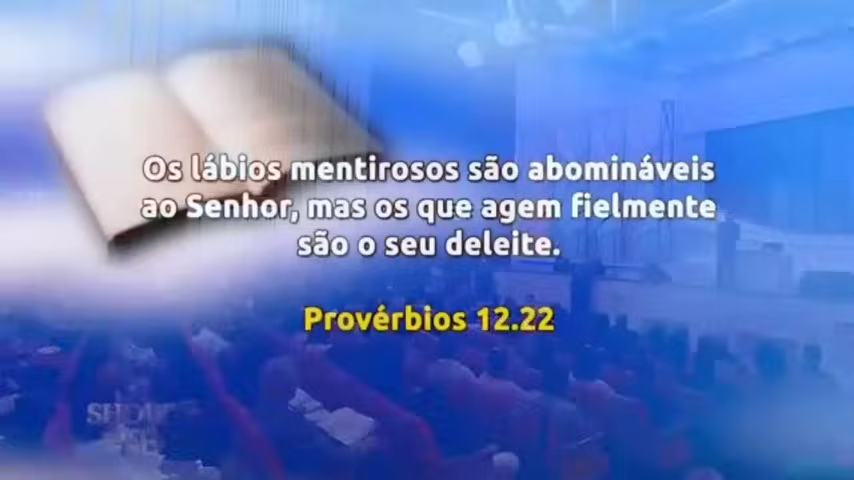 Os lábios mentirosos são abomináveis
ao Senhor, mas os que agem fielmente
são o seu deleite.
Provérbios 12.22